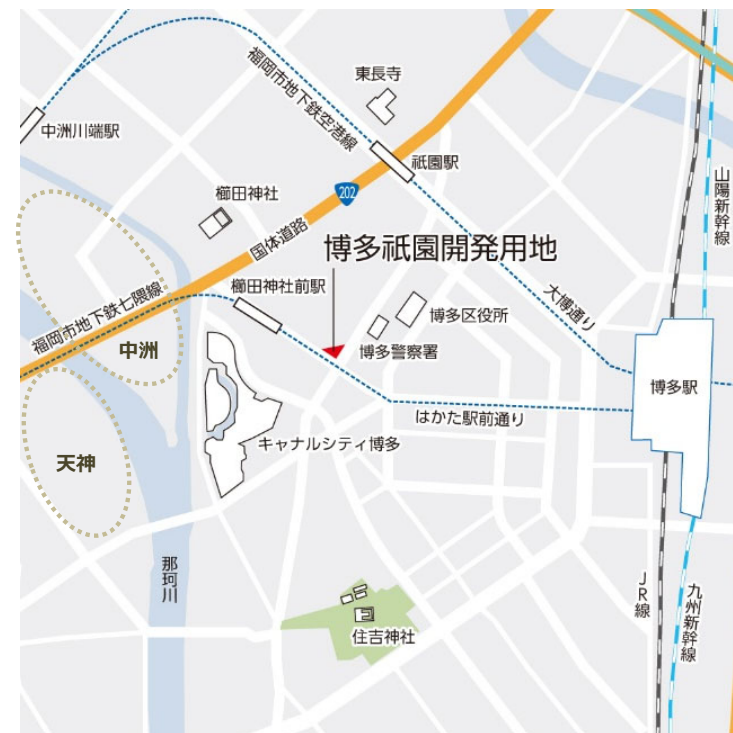 東長寺
福岡市地下鉄空港線
中洲川端駅
祇園駅
山陽新幹線
櫛田神社
202
国体道路
博多祇園開発用地
櫛田神社前駅
大博通り
博多区役所
福岡市地下鉄七隈線
中洲
博多警察署
博多駅
はかた駅前通り
キャナルシティ博多
天神
那珂川
JR線
九州新幹線
住吉神社